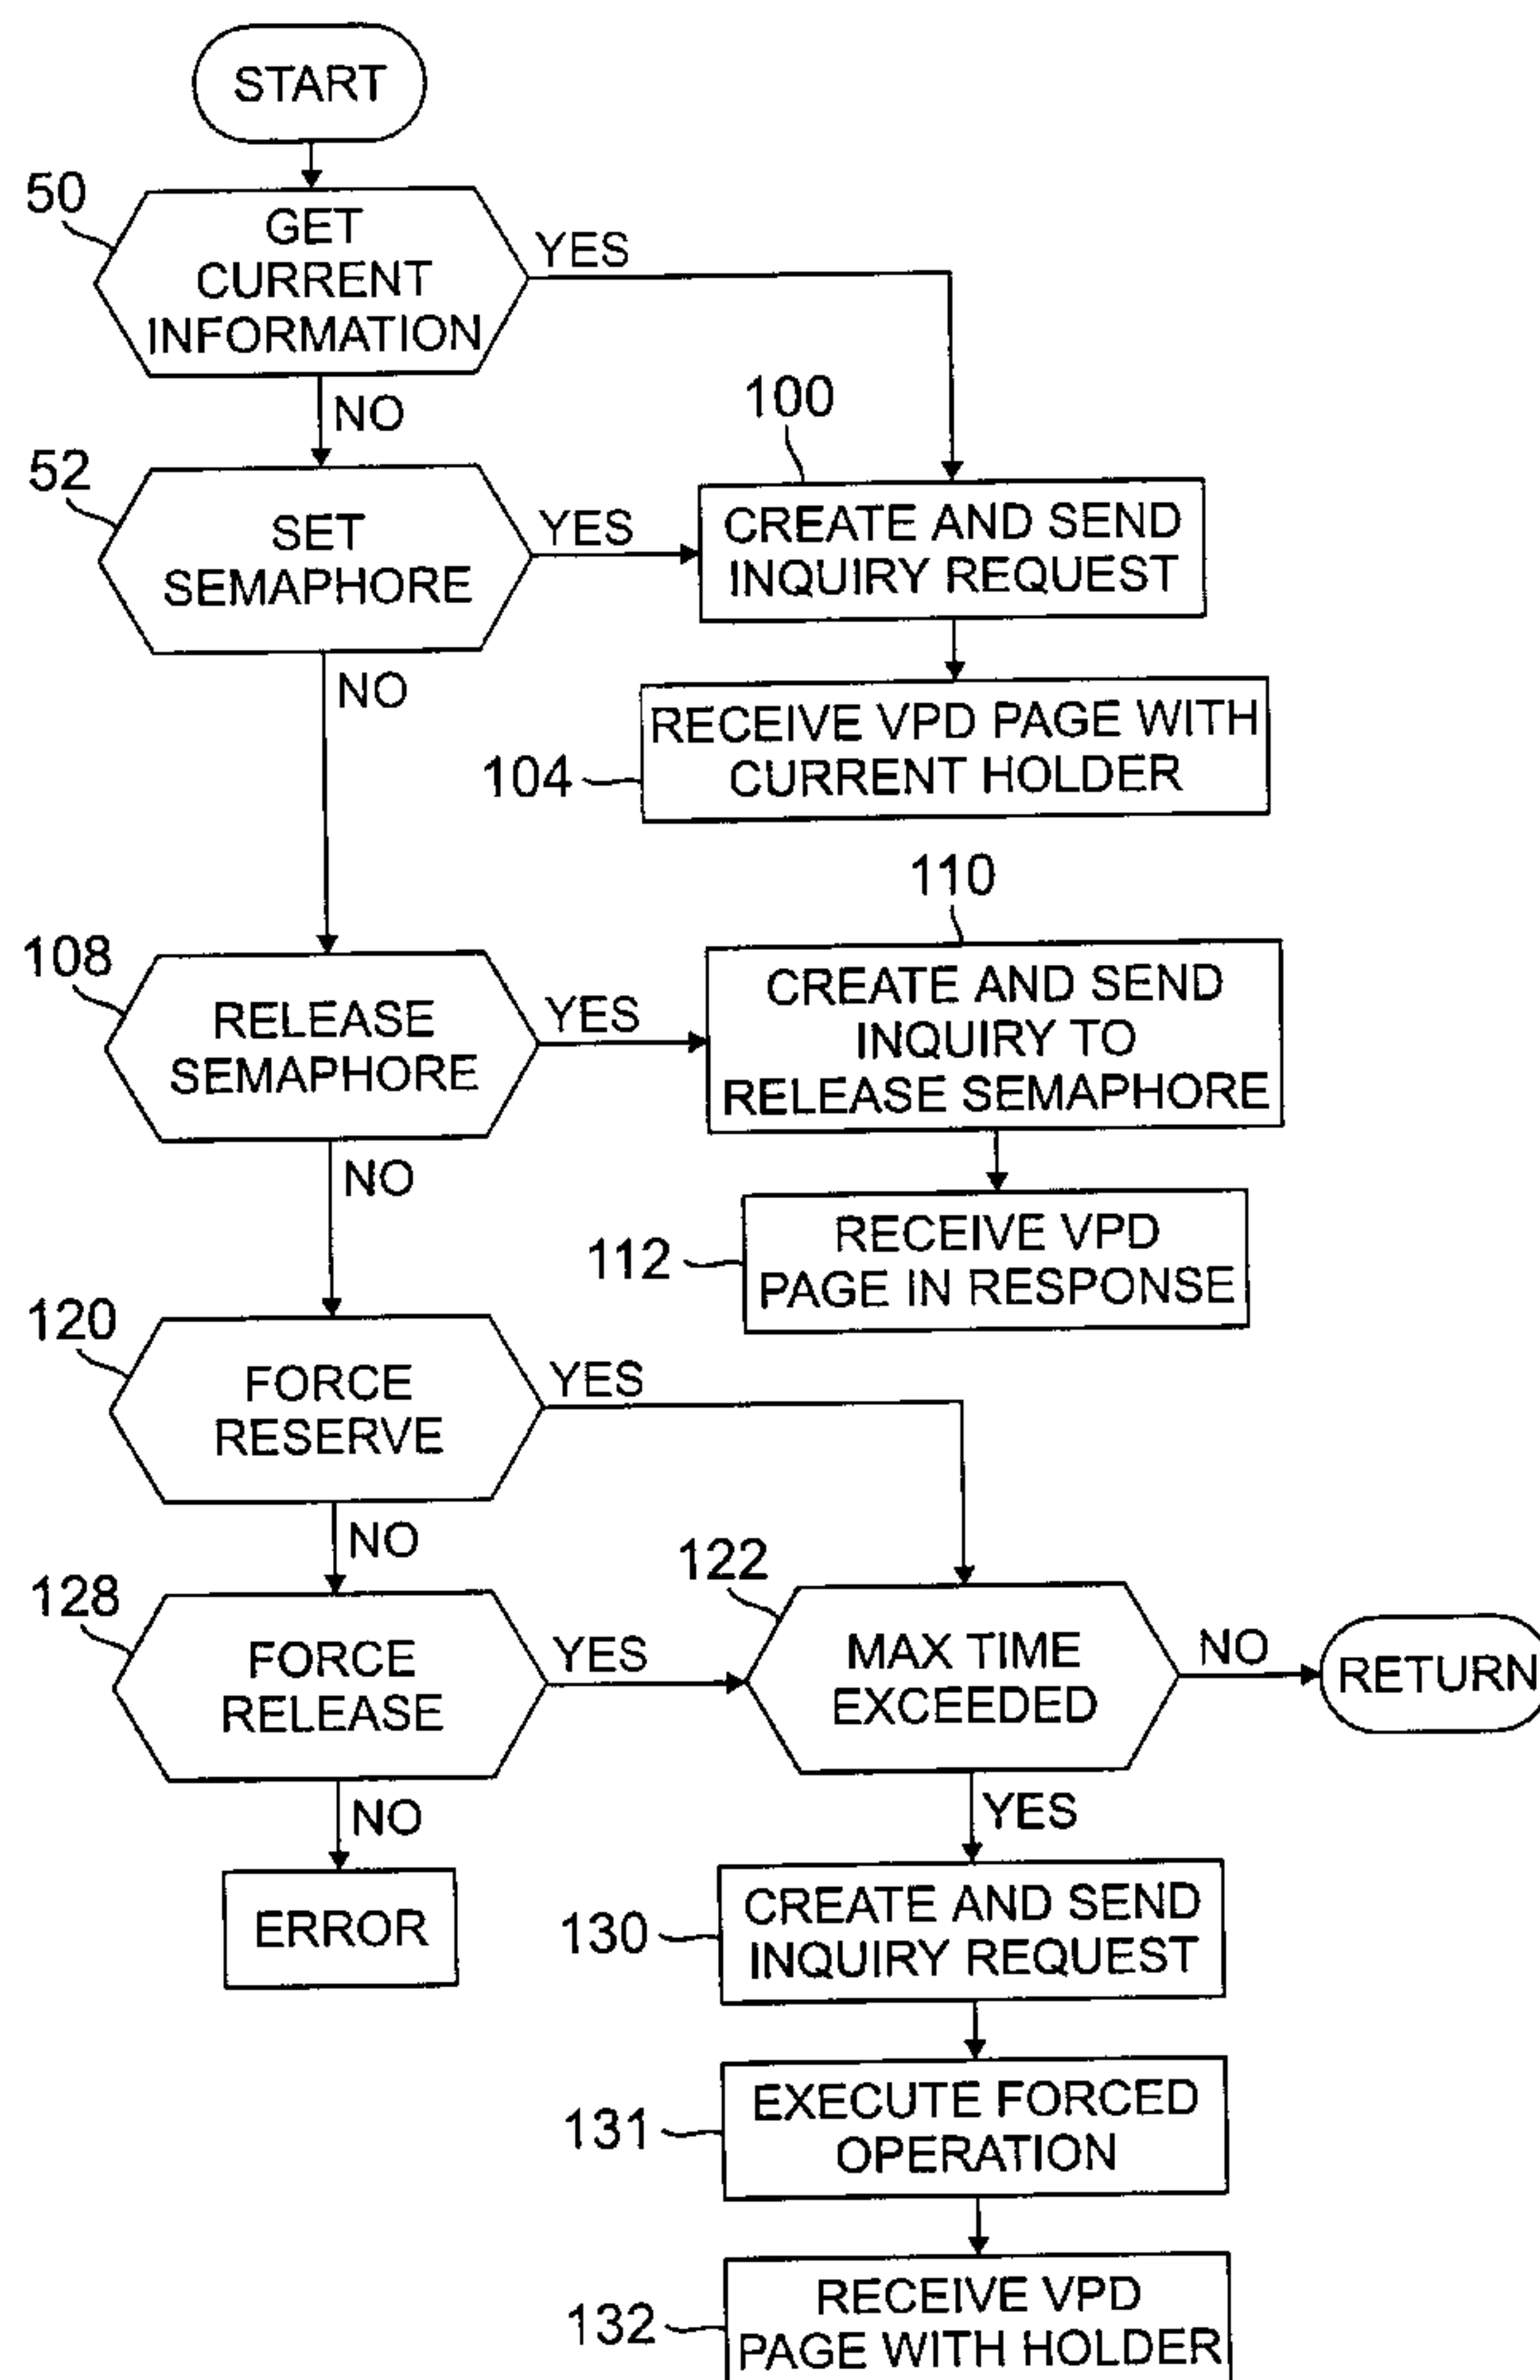 START
50
GET
CURRENT
INFORMATION
YES
NO
100
52
SET
SEMAPHORE
YES
CREATE AND SEND
INQUIRY REQUEST
NO
RECEIVE VPD PAGE WITH
CURRENT HOLDER
104
110
108
RELEASE
SEMAPHORE
YES
CREATE AND SEND
INQUIRY TO
RELEASE SEMAPHORE
NO
RECEIVE VPD
PAGE IN RESPONSE
112
120
FORCE
RESERVE
YES
NO
122
128
FORCE
RELEASE
YES
MAX TIME
EXCEEDED
NO
RETURN
NO
YES
ERROR
CREATE AND SEND
INQUIRY REQUEST
130
EXECUTE FORCED
OPERATION
131
RECEIVE VPD
PAGE WITH HOLDER
132